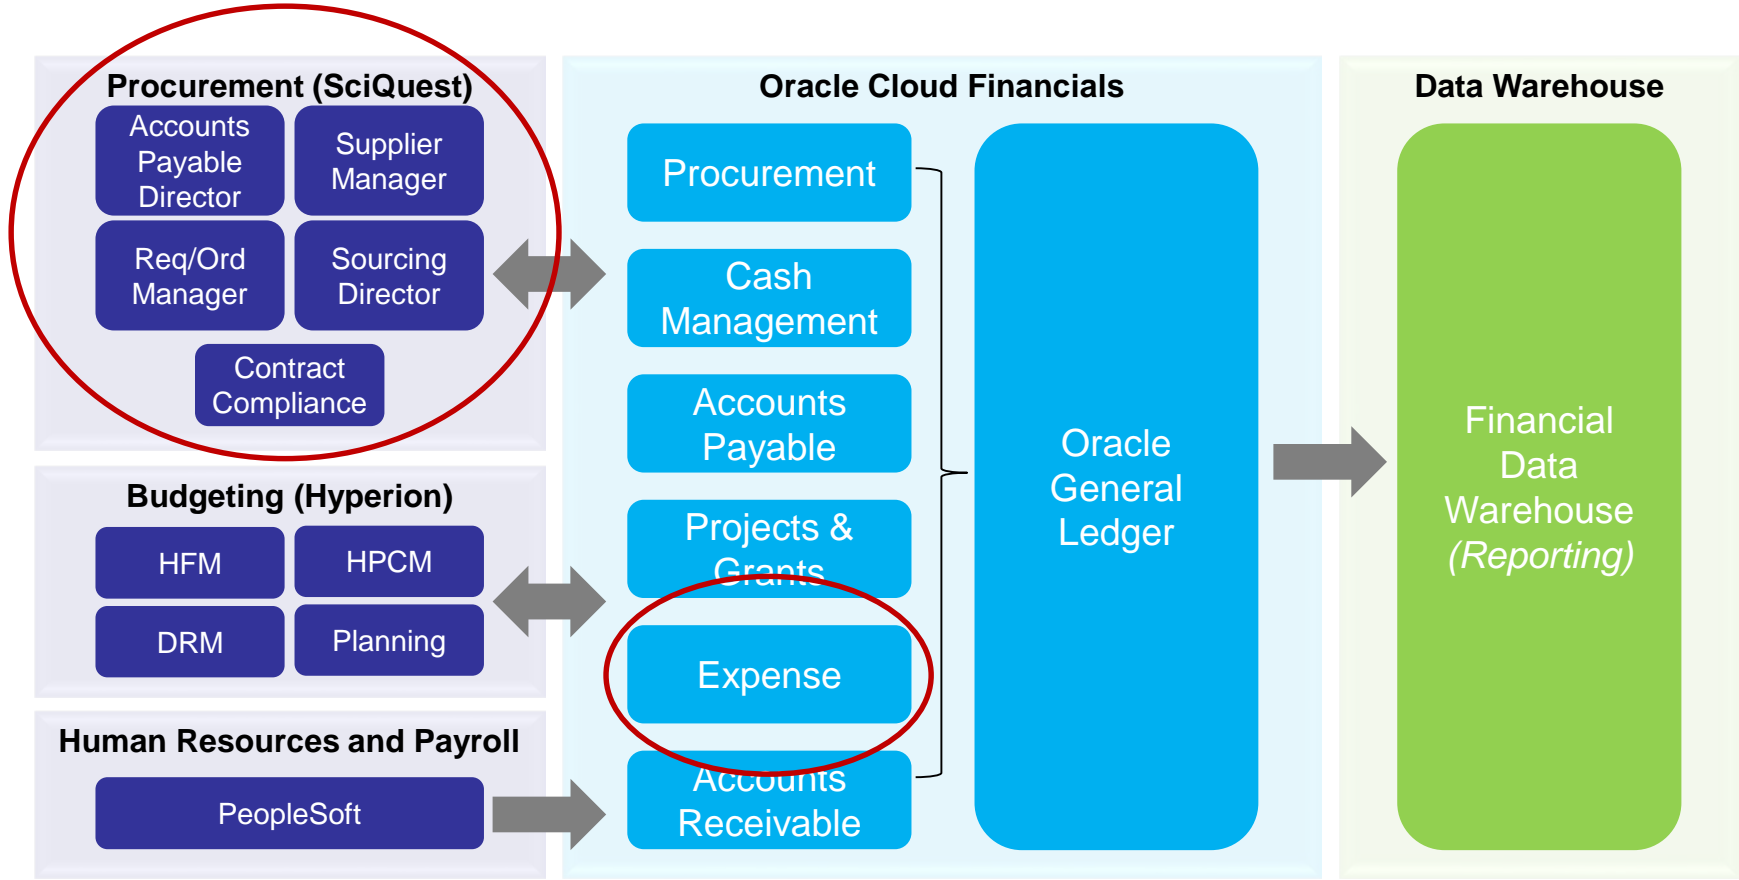 Procurement (SciQuest)
Accounts
Payable
Director
Supplier
Manager
Req/Ord
Manager
Sourcing
Director
Contract
Compliance
Budgeting (Hyperion)
HFM
HPCM
DRM
Planning
Human Resources and Payroll
PeopleSoft
Oracle Cloud Financials
Procurement
Cash
Management
Accounts
Payable
Projects &
Grants
Expense
Accounts
Receivable
Oracle
General
Ledger
Data Warehouse
Financial
Data
Warehouse
(Reporting)